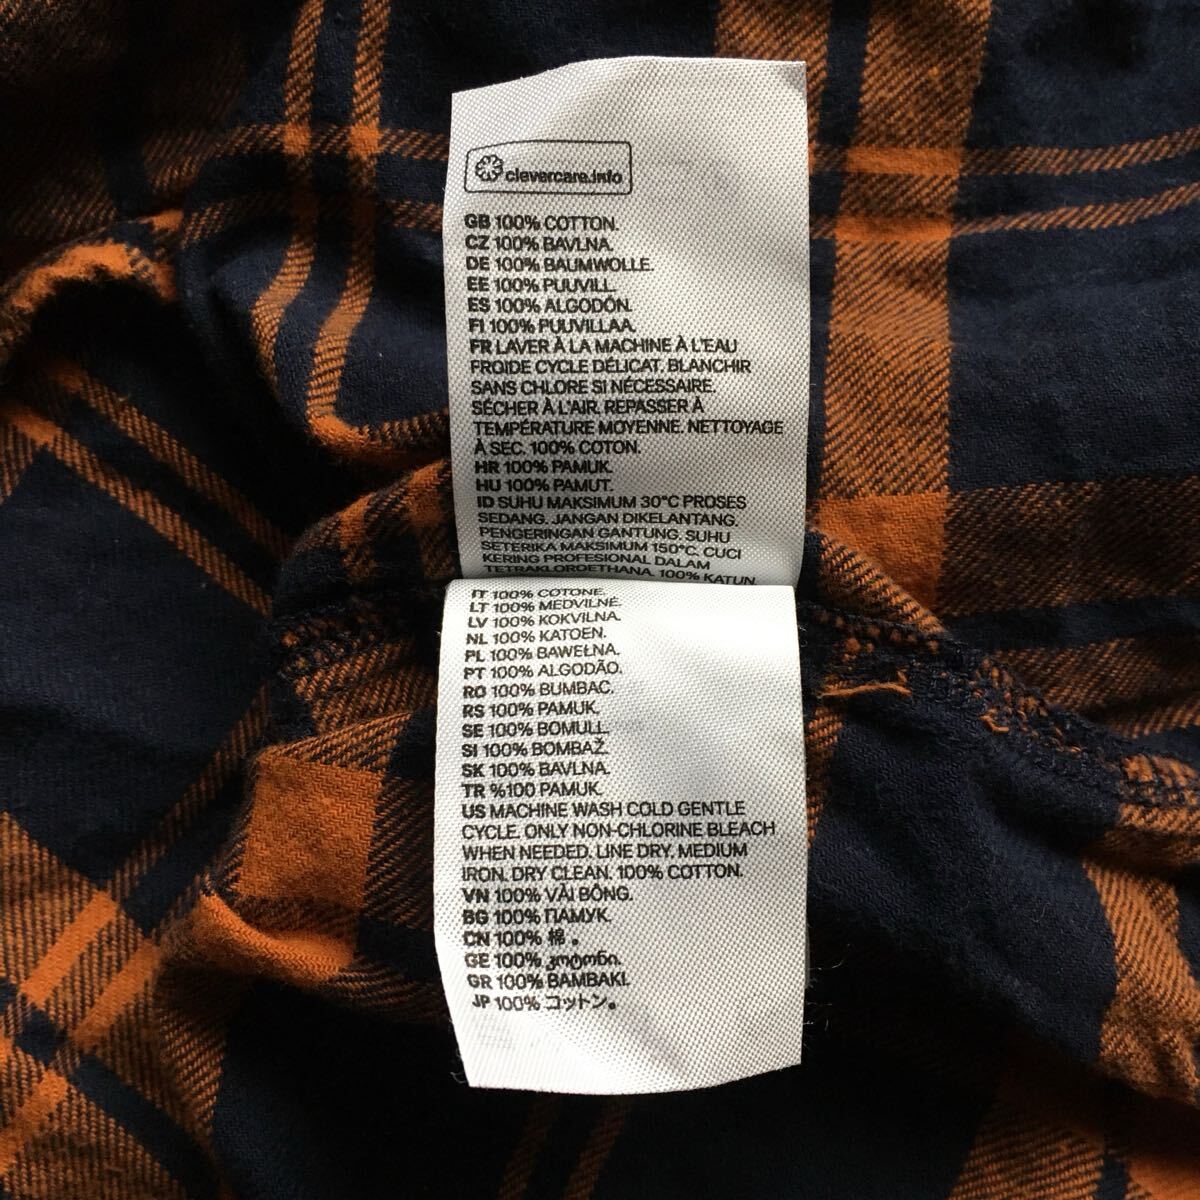 clevercare.info
GB 100% COTTON.
CZ 100% BAVLNA.
DE 100% BAUMWOLLE.
EE 100% PUUVILL.
ES 100% ALGODÓN.
FI 100% PUUVILLAA.
FR LAVER À LA MACHINE À L'EAU
FROIDE CYCLE DÉLICAT. BLANCHIR
SANS CHLORE SI NÉCESSAIRE.
SÉCHER À L'AIR. REPASSER À
TEMPÉRATURE MOYENNE. NETTOYAGE
À SEC. 100% COTON.
HR 100% PAMUK.
HU 100% PAMUT.
ID SUHU MAKSIMUM 30°C PROSES
SEDANG. JANGAN DIKELANTANG.
PENGERINGAN GANTUNG. SUHU
SETERIKA MAKSIMUM 150°C. CUCI
KERING PROFESIONAL DALAM
TETRAKLOROETHANA. 100% KATUN
IT 100% COTONE.
LT 100% MEDVILNĖ.
LV 100% KOKVILNA.
NL 100% KATOEN.
PL 100% BAWEŁNA.
PT 100% ALGODÃO.
RO 100% BUMBAC.
RS 100% PAMUK.
SE 100% BOMULL.
SI 100% BOMBAŽ.
SK 100% BAVLNA.
TR %100 PAMUK.
US MACHINE WASH COLD GENTLE
CYCLE. ONLY NON-CHLORINE BLEACH
WHEN NEEDED. LINE DRY. MEDIUM
IRON. DRY CLEAN. 100% COTTON.
VN 100% VẢI BÔNG.
BG 100% ПАМУК.
CN 100% 棉。
GE 100% კოტონი.
GR 100% ΒΑΜΒΑΚΙ.
JP 100% コットン。